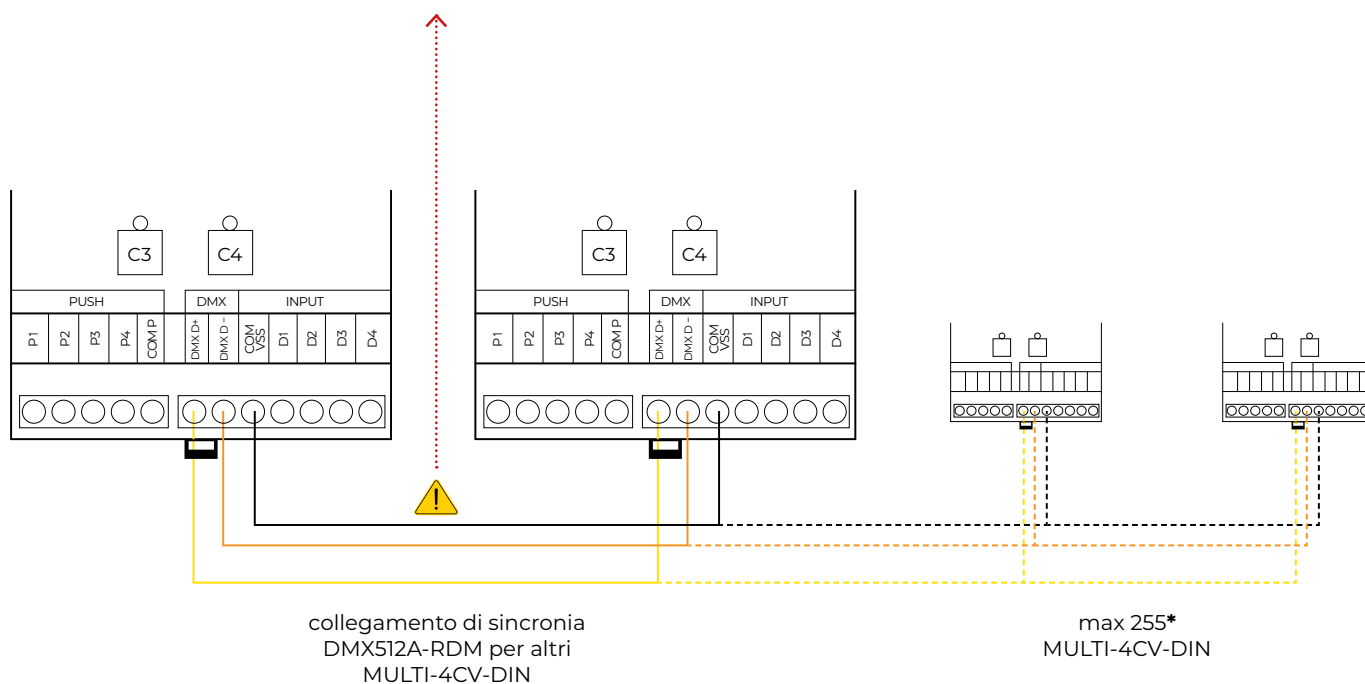 C3
C4
PUSH
DMX
INPUT
P1
P2
P3
P4
COM P
DMX D+
DMX D -
COM
VSS
D1
D2
D3
D4
C3
C4
PUSH
DMX
INPUT
P1
P2
P3
P4
COM P
DMX D+
DMX D -
COM
VSS
D1
D2
D3
D4
!
collegamento di sincronia
DMX512A-RDM per altri
MULTI-4CV-DIN
max 255*
MULTI-4CV-DIN